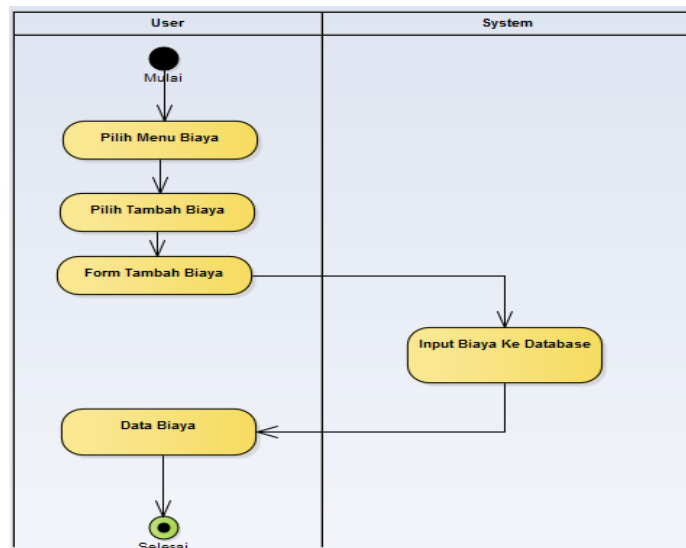 User
System
Mulai
Pilih Menu Biaya
Pilih Tambah Biaya
Form Tambah Biaya
Input Biaya Ke Database
Data Biaya
Selesai